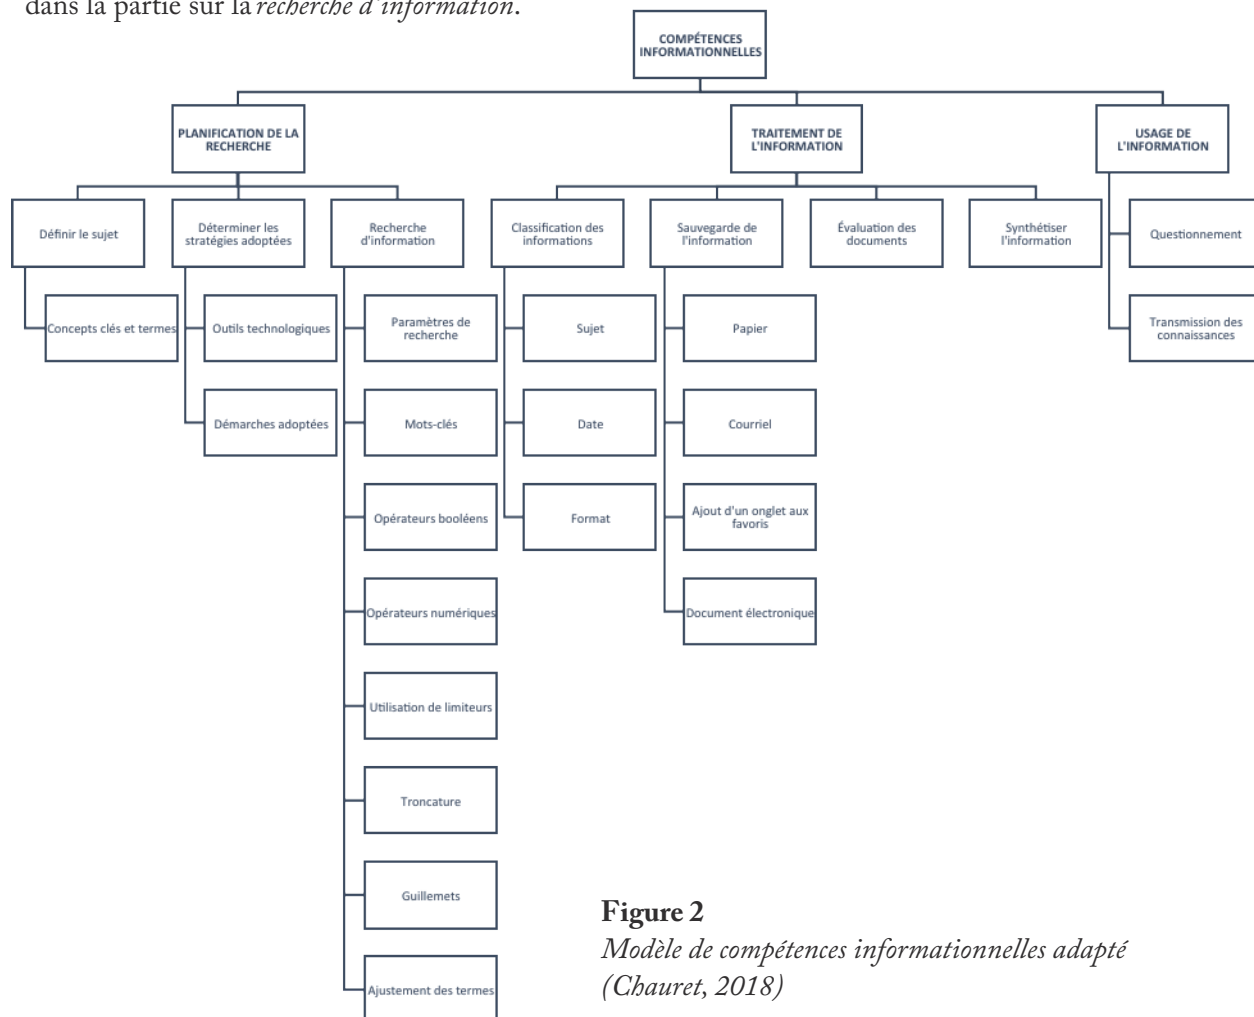 dans la partie sur la recherche d'information.
COMPÉTENCES
INFORMATIONNELLES
PLANIFICATION DE LA
RECHERCHE
TRAITEMENT DE
L'INFORMATION
USAGE DE
L'INFORMATION
Définir le sujet
Déterminer les
stratégies adoptées
Recherche
d'information
Classification des
informations
Sauvegarde de
l'information
Évaluation des
documents
Synthétiser
l'information
Questionnement
Concepts clés et termes
Outils technologiques
Paramètres de
recherche
Sujet
Papier
Transmission des
connaissances
Démarches adoptées
Mots-clés
Date
Courriel
Opérateurs booléens
Format
Ajout d'un onglet aux
favoris
Opérateurs numériques
Document électronique
Utilisation de limiteurs
Troncature
Guillemets
Ajustement des termes
Figure 2
Modèle de compétences informationnelles adapté
(Chauret, 2018)